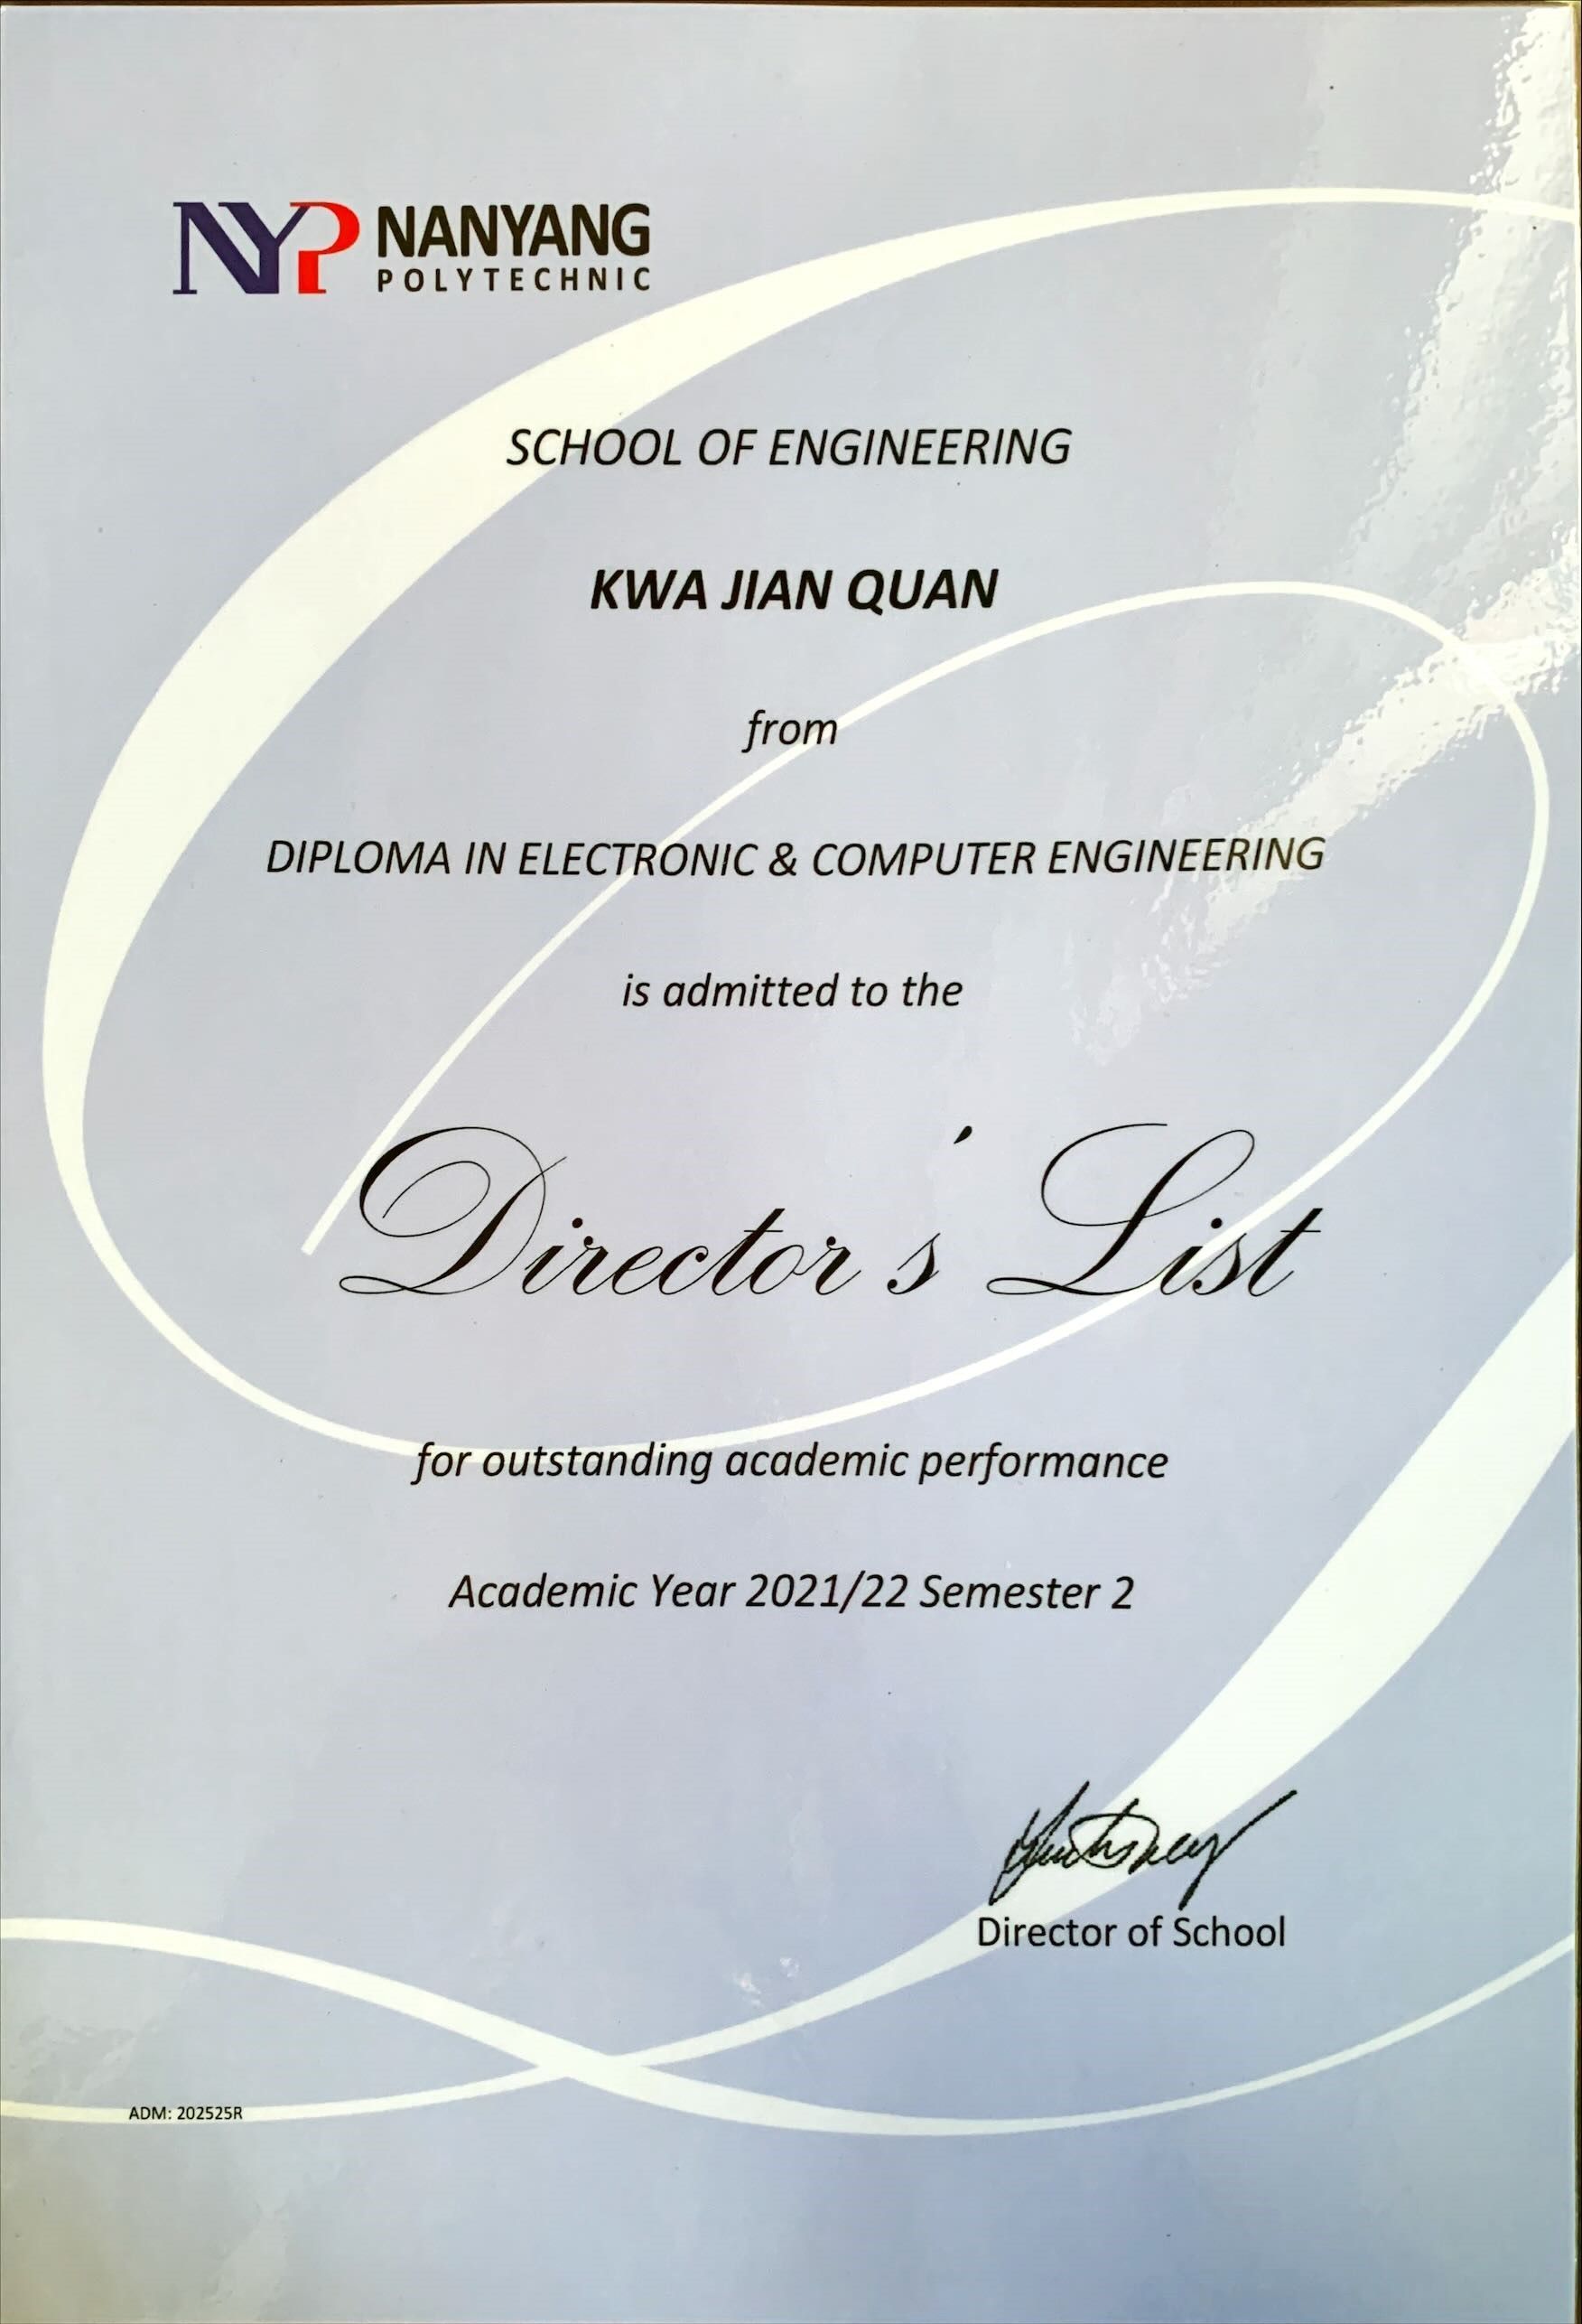 NYP NANYANG
POLYTECHNIC
SCHOOL OF ENGINEERING
KWA JIAN QUAN
from
DIPLOMA IN ELECTRONIC & COMPUTER ENGINEERING
is admitted to the
Director's List
for outstanding academic performance
Academic Year 2021/22 Semester 2
Director of School
ADM: 202525R